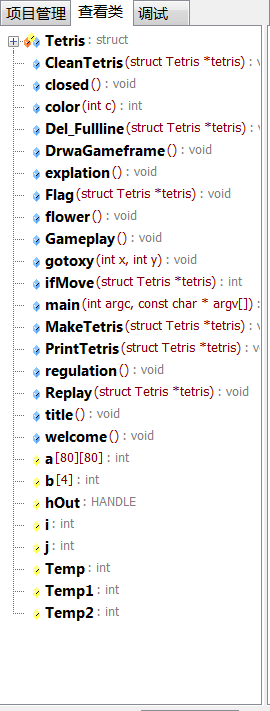 项目管理 查看类 调试
Tetris : struct
CleanTetris (struct Tetris *tetris) : void
closed () : void
color (int c) : int
Del_Fullline (struct Tetris *tetris) : vo
DrwaGameframe () : void
explation () : void
Flag (struct Tetris *tetris) : void
flower () : void
Gameplay () : void
gotoxy (int x, int y) : void
ifMove (struct Tetris *tetris) : int
main (int argc, const char * argv[]) :
MakeTetris (struct Tetris *tetris) : vo
PrintTetris (struct Tetris *tetris) : vo
regulation () : void
Replay (struct Tetris *tetris) : void
title () : void
welcome () : void
a [80][80] : int
b [4] : int
hOut : HANDLE
i : int
j : int
Temp : int
Temp1 : int
Temp2 : int